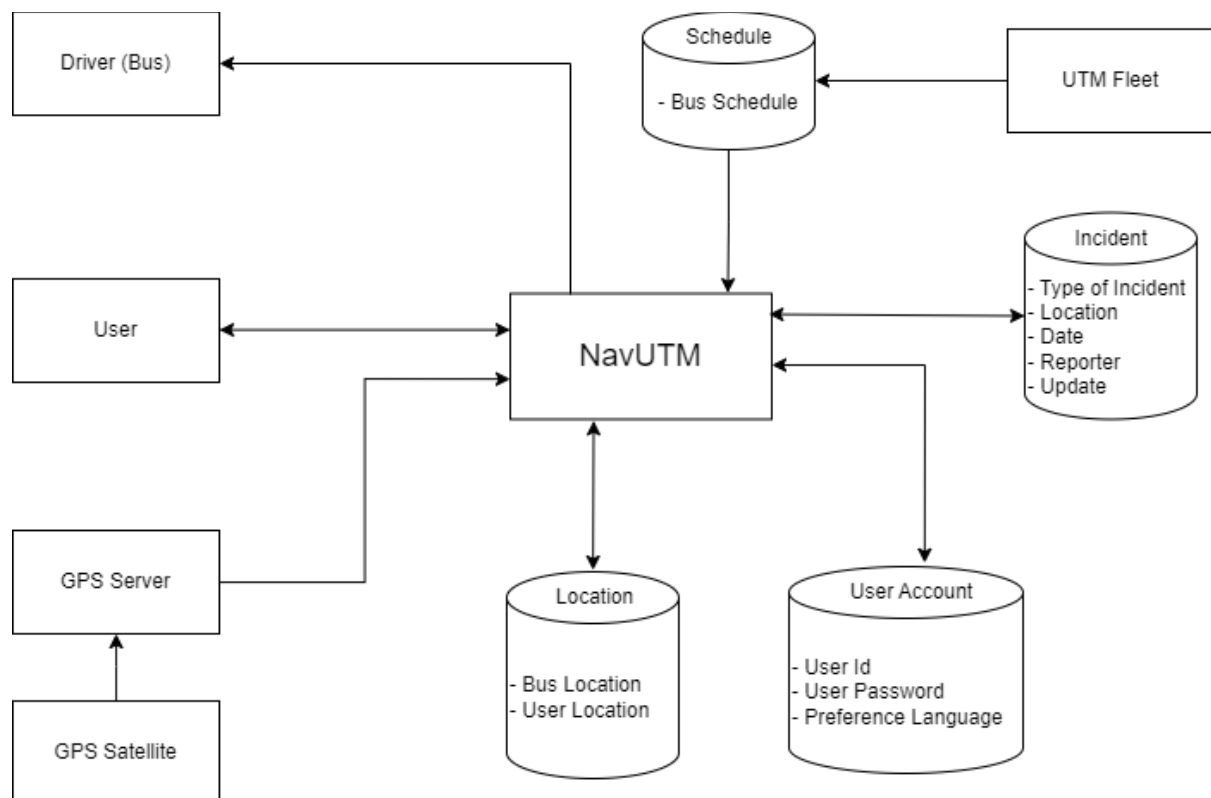 Driver (Bus)
Schedule
- Bus Schedule
UTM Fleet
Incident
- Type of Incident
- Location
- Date
- Reporter
- Update
User
NavUTM
GPS Server
Location
- Bus Location
- User Location
User Account
- User Id
- User Password
- Preference Language
GPS Satellite